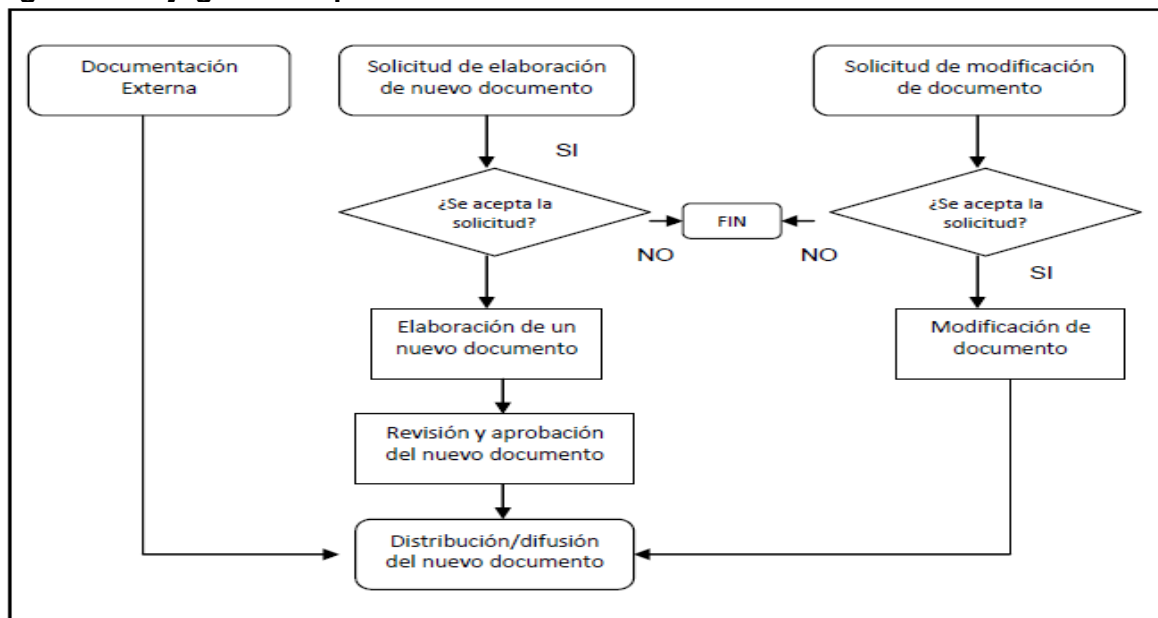 Documentación
Externa
Solicitud de elaboración
de nuevo documento
Solicitud de modificación
de documento
SI
¿Se acepta la
solicitud?
FIN
¿Se acepta la
solicitud?
NO
NO
SI
Elaboración de un
nuevo documento
Modificación de
documento
Revisión y aprobación
del nuevo documento
Distribución/difusión
del nuevo documento